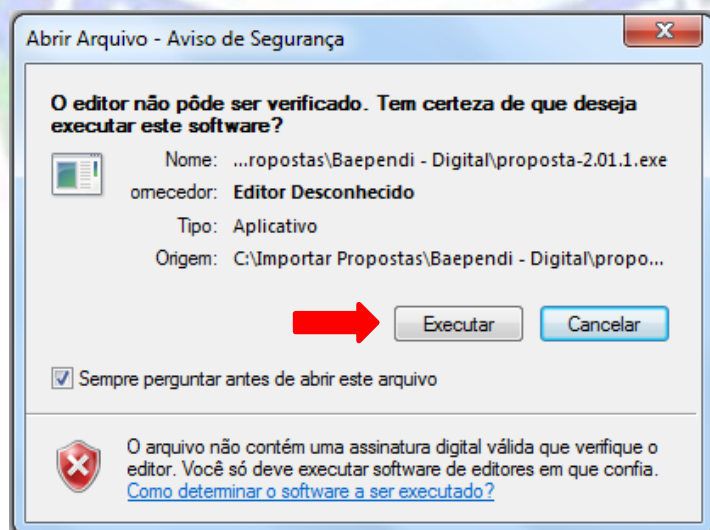 Abrir Arquivo - Aviso de Segurança
O editor não pôde ser verificado. Tem certeza de que deseja
executar este software?
Nome: ...ropostas\Baependi - Digital\proposta-2.01.1.exe
omecedor: Editor Desconhecido
Tipo: Aplicativo
Origem: C:\Importar Propostas\Baependi - Digital\propo...
Executar Cancelar
Sempre perguntar antes de abrir este arquivo
O arquivo não contém uma assinatura digital válida que verifique o
editor. Você só deve executar software de editores em que confia.
Como determinar o software a ser executado?